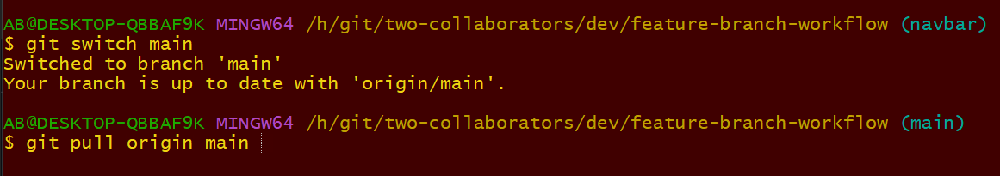 AB@DESKTOP-QBBAF9K MINGW64 /h/git/two-collaborators/dev/feature-branch-workflow (navbar)
$ git switch main
Switched to branch 'main'
Your branch is up to date with 'origin/main'.
AB@DESKTOP-QBBAF9K MINGW64 /h/git/two-collaborators/dev/feature-branch-workflow (main)
$ git pull origin main